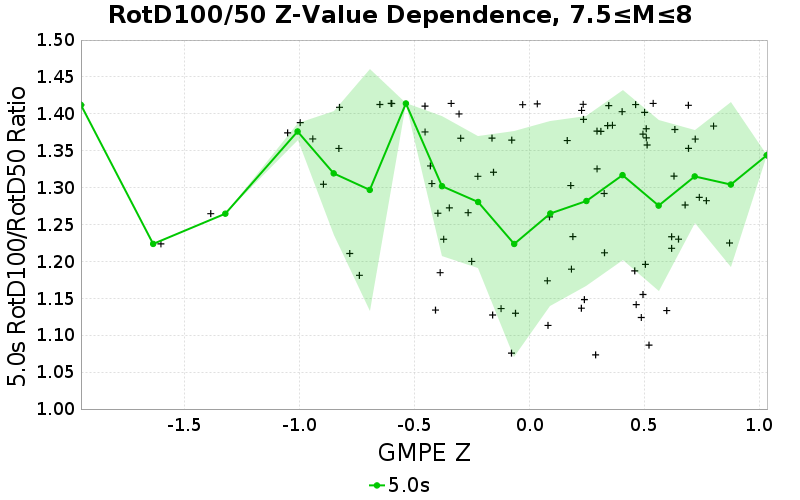 RotD100/50 Z-Value Dependence, 7.5≤M≤8
5.0s RotD100/RotD50 Ratio
1.50
1.45
1.40
1.35
1.30
1.25
1.20
1.15
1.10
1.05
1.00
-1.5 -1.0 -0.5 0.0 0.5 1.0
GMPE Z
5.0s